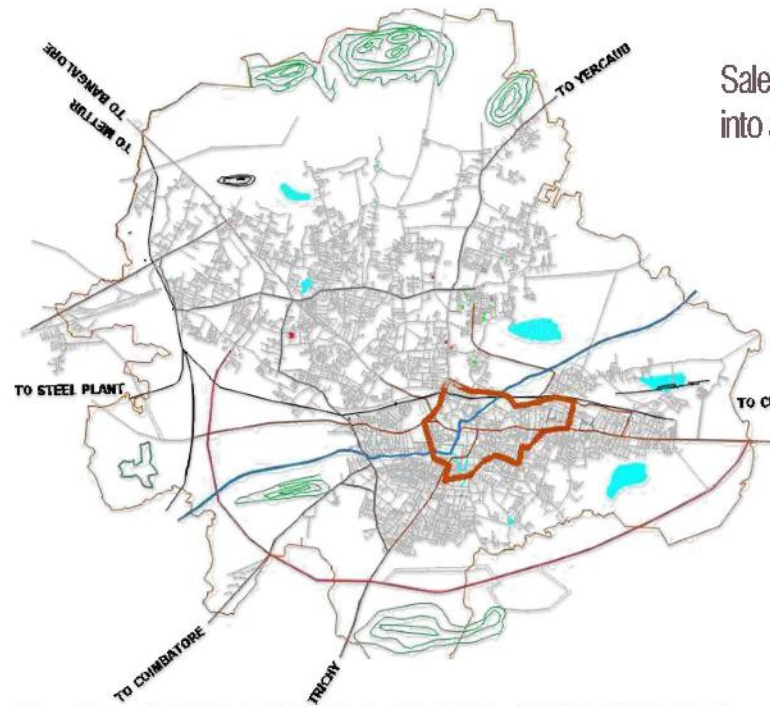 TO BANGALORE
TO METTUR
TO YERCAUD
Sale
into
TO STEEL PLANT
TO C
TO COIMBATORE
TRICHY